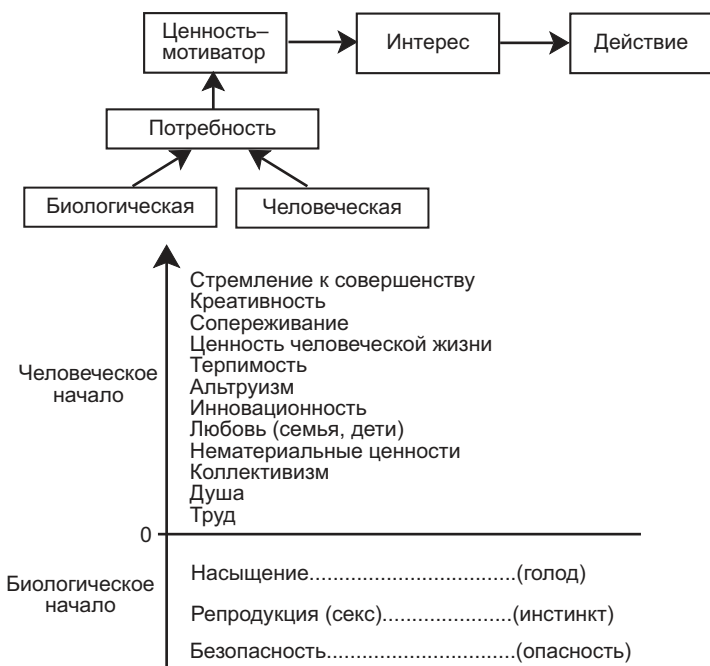 Ценность–
мотиватор
Интерес
Действие
Потребность
Биологическая
Человеческая
Стремление к совершенству
Креативность
Сопереживание
Ценность человеческой жизни
Терпимость
Альтруизм
Инновационность
Любовь (семья, дети)
Нематериальные ценности
Коллективизм
Душа
Труд
Человеческое
начало
0
Биологическое
начало
Насыщение....................................(голод)
Репродукция (секс)......................(инстинкт)
Безопасность.................................(опасность)